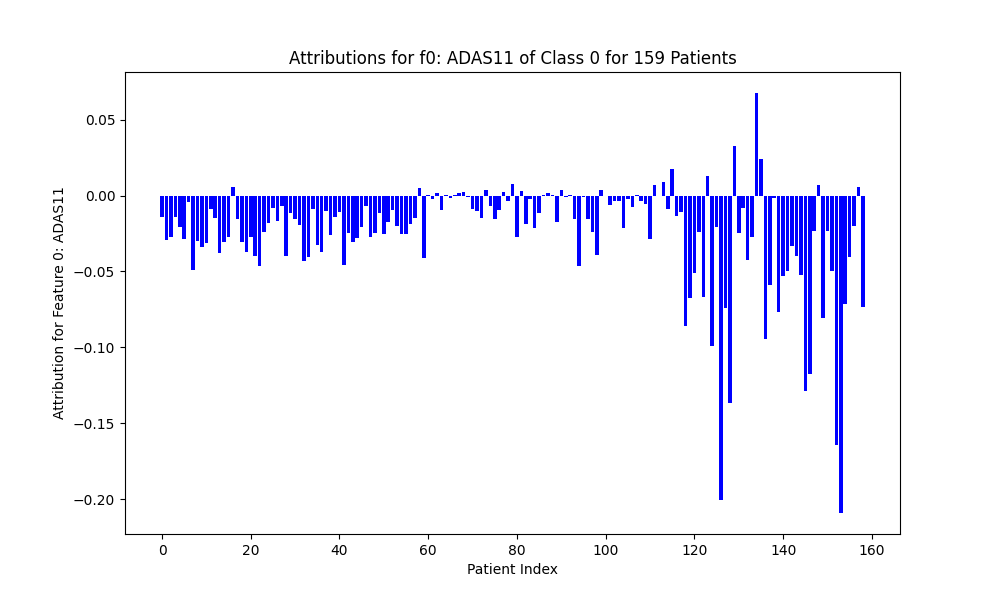 Attributions for f0: ADAS11 of Class 0 for 159 Patients
Attribution for Feature 0: ADAS11
0.05
0.00
−0.05
−0.10
−0.15
−0.20
0 20 40 60 80 100 120 140 160
Patient Index